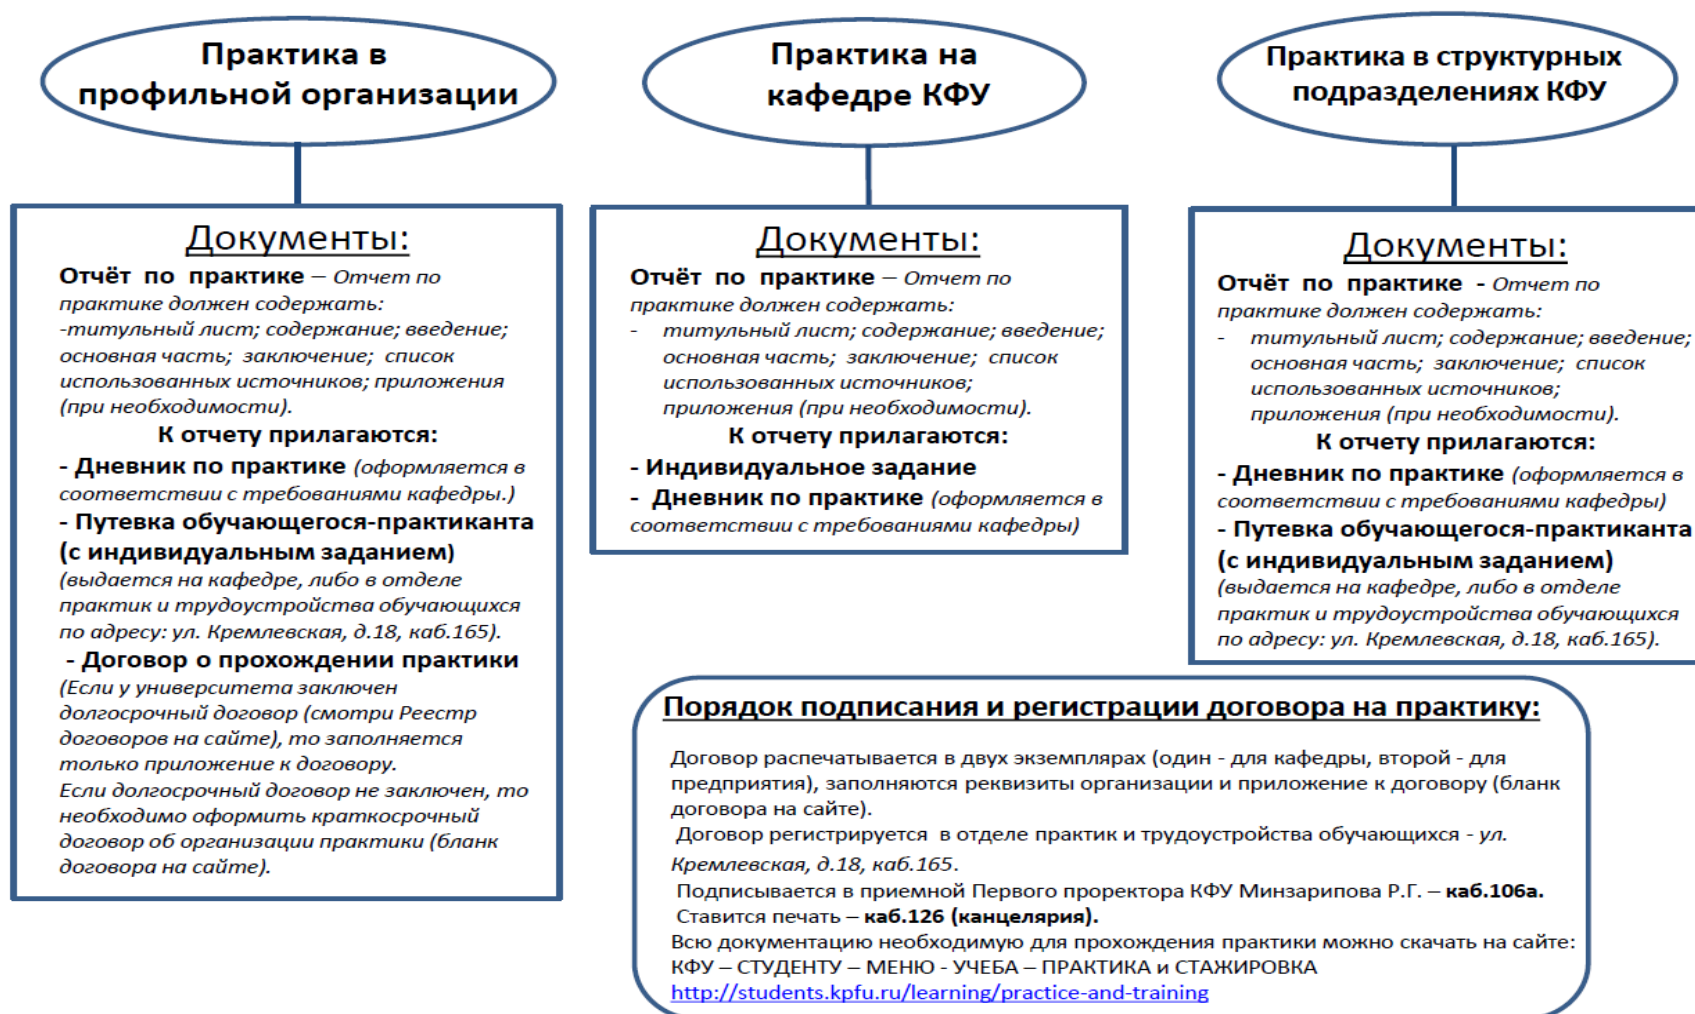 Практика в
профильной организации
Документы:
Отчёт по практике – Отчет по
практике должен содержать:
-титульный лист; содержание; введение;
основная часть; заключение; список
использованных источников; приложения
(при необходимости).
К отчету прилагаются:
- Дневник по практике (оформляется в
соответствии с требованиями кафедры.)
- Путевка обучающегося-практиканта
(с индивидуальным заданием)
(выдается на кафедре, либо в отделе
практик и трудоустройства обучающихся
по адресу: ул. Кремлевская, д.18, каб.165).
- Договор о прохождении практики
(Если у университета заключен
долгосрочный договор (смотри Реестр
договоров на сайте), то заполняется
только приложение к договору.
Если долгосрочный договор не заключен, то
необходимо оформить краткосрочный
договор об организации практики (бланк
договора на сайте).
Практика на
кафедре КФУ
Документы:
Отчёт по практике – Отчет по
практике должен содержать:
- титульный лист; содержание; введение;
основная часть; заключение; список
использованных источников;
приложения (при необходимости).
К отчету прилагаются:
- Индивидуальное задание
- Дневник по практике (оформляется в
соответствии с требованиями кафедры)
Практика в структурных
подразделениях КФУ
Документы:
Отчёт по практике - Отчет по
практике должен содержать:
- титульный лист; содержание; введение;
основная часть; заключение; список
использованных источников;
приложения (при необходимости).
К отчету прилагаются:
- Дневник по практике (оформляется в
соответствии с требованиями кафедры)
- Путевка обучающегося-практиканта
(с индивидуальным заданием)
(выдается на кафедре, либо в отделе
практик и трудоустройства обучающихся
по адресу: ул. Кремлевская, д.18, каб.165).
Порядок подписания и регистрации договора на практику:
Договор распечатывается в двух экземплярах (один - для кафедры, второй - для
предприятия), заполняются реквизиты организации и приложение к договору (бланк
договора на сайте).
Договор регистрируется в отделе практик и трудоустройства обучающихся - ул.
Кремлевская, д.18, каб.165.
Подписывается в приемной Первого проректора КФУ Минзарипова Р.Г. – каб.106а.
Ставится печать – каб.126 (канцелярия).
Всю документацию необходимую для прохождения практики можно скачать на сайте:
КФУ – СТУДЕНТУ – МЕНЮ - УЧЕБА – ПРАКТИКА и СТАЖИРОВКА
http://students.kpfu.ru/learning/practice-and-training